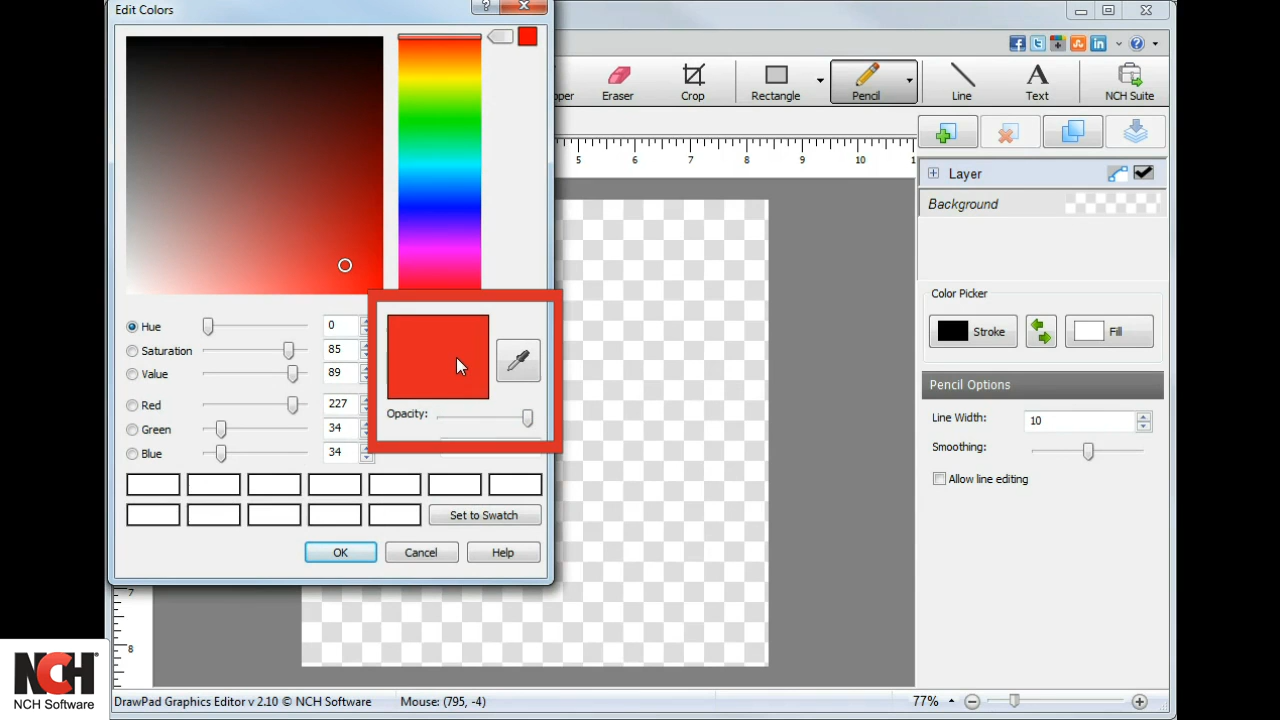 Edit Colors
?
Eraser
Crop
Rectangle
Pencil
Line
Text
NCH Suite
5 6 7 8 9 10
Layer
Background
Color Picker
Stroke
Fill
Pencil Options
Line Width: 10
Smoothing:
Allow line editing
Hue 0
Saturation 85
Value 89
Red 227
Green 34
Blue 34
Opacity:
Set to Swatch
OK Cancel Help
7
8
DrawPad Graphics Editor v 2.10 © NCH Software
Mouse: (795, -4)
77%
NCH
NCH Software